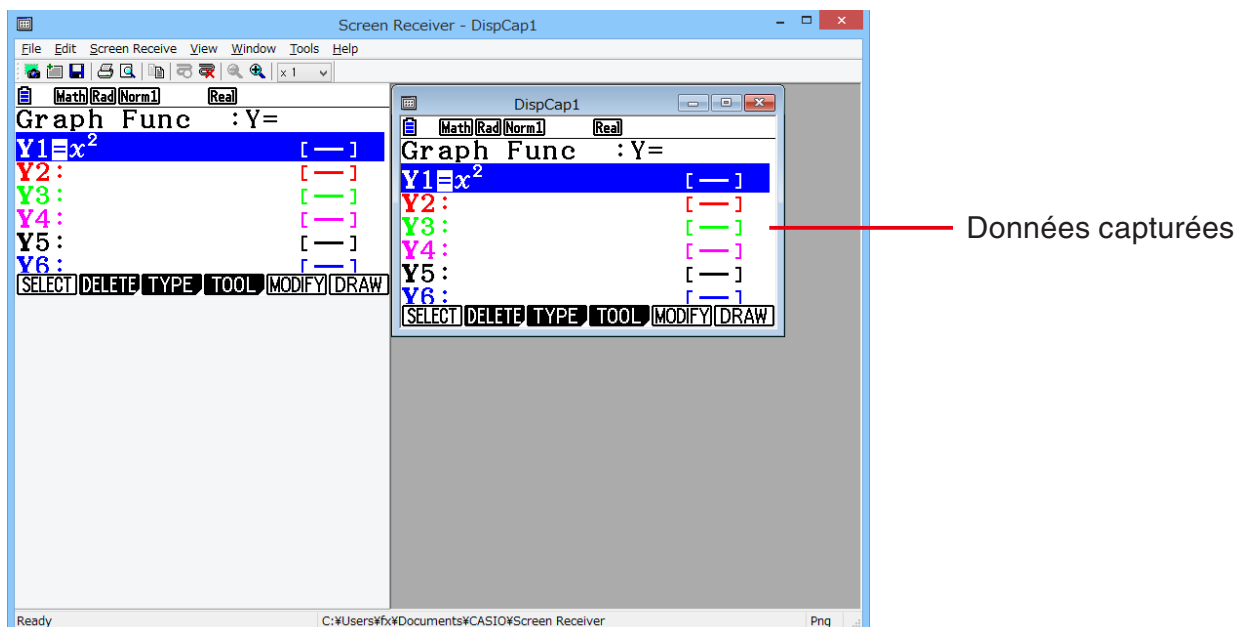 Screen Receiver - DispCap1
File Edit Screen Receive View Window Tools Help
x 1
Math Rad Norm1 Real
Graph Func :Y=
Y1=x² [—]
Y2: [—]
Y3: [—]
Y4: [—]
Y5: [—]
Y6: [—]
SELECT DELETE TYPE TOOL MODIFY DRAW
DispCap1
Math Rad Norm1 Real
Graph Func :Y=
Y1=x² [—]
Y2: [—]
Y3: [—]
Y4: [—]
Y5: [—]
Y6: [—]
SELECT DELETE TYPE TOOL MODIFY DRAW
Données capturées
Ready C:¥Users¥fx¥Documents¥CASIO¥Screen Receiver Png